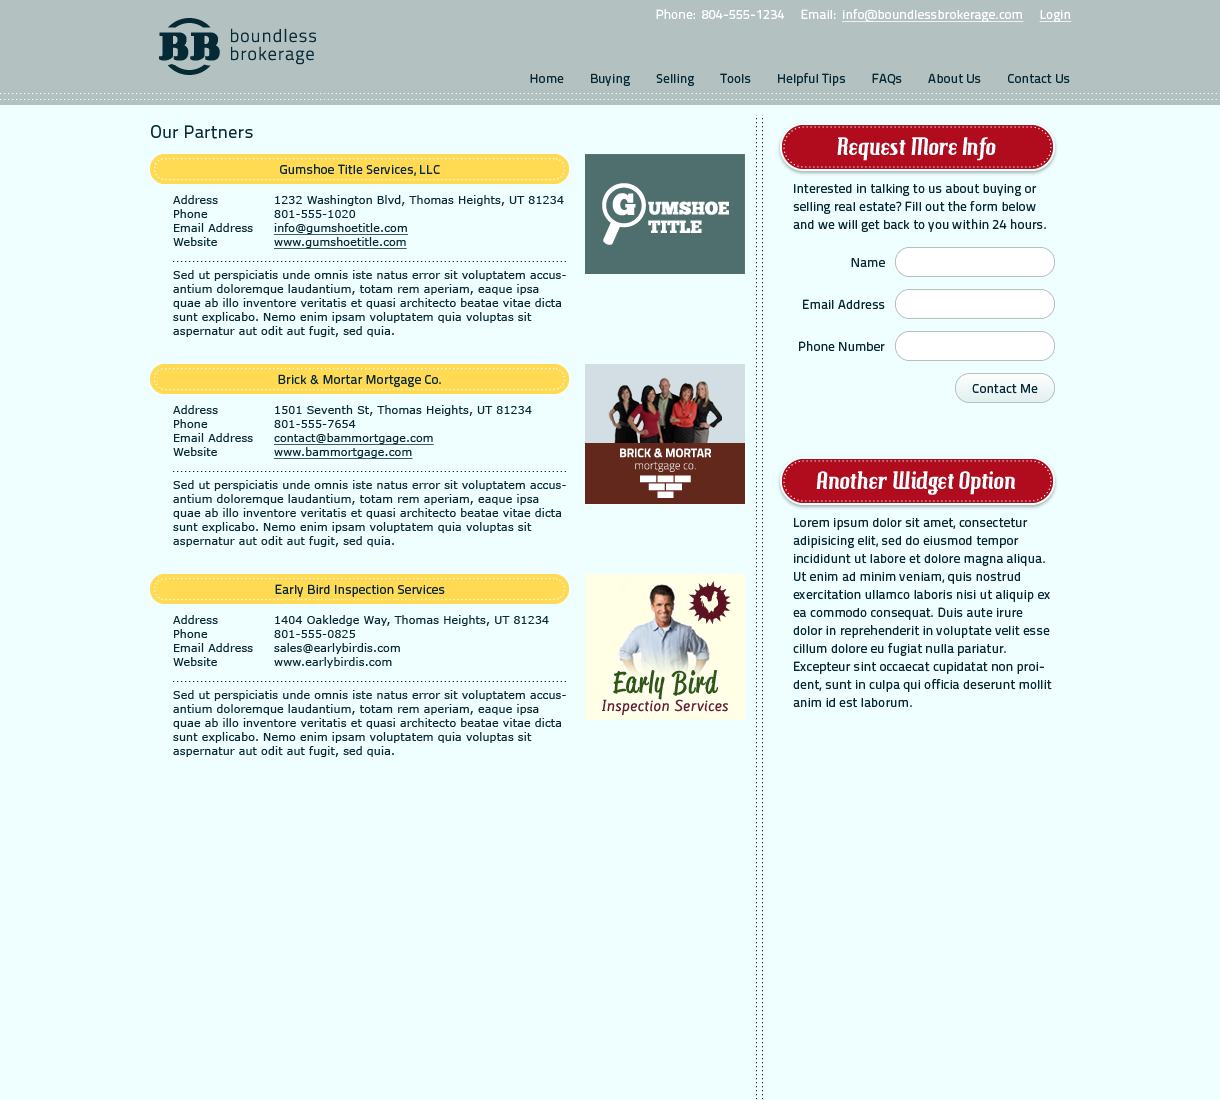 Phone: 804-555-1234 Email: info@boundlessbrokerage.com Login
BB boundless
brokerage
Home Buying Selling Tools Helpful Tips FAQs About Us Contact Us
Our Partners
Gumshoe Title Services, LLC
Address 1232 Washington Blvd, Thomas Heights, UT 81234
Phone 801-555-1020
Email Address info@gumshoetitle.com
Website www.gumshoetitle.com
Sed ut perspiciatis unde omnis iste natus error sit voluptatem accus-
antium doloremque laudantium, totam rem aperiam, eaque ipsa
quae ab illo inventore veritatis et quasi architecto beatae vitae dicta
sunt explicabo. Nemo enim ipsam voluptatem quia voluptas sit
aspernatur aut odit aut fugit, sed quia.
GUMSHOE
TITLE
Brick & Mortar Mortgage Co.
Address 1501 Seventh St, Thomas Heights, UT 81234
Phone 801-555-7654
Email Address contact@bammortgage.com
Website www.bammortgage.com
Sed ut perspiciatis unde omnis iste natus error sit voluptatem accus-
antium doloremque laudantium, totam rem aperiam, eaque ipsa
quae ab illo inventore veritatis et quasi architecto beatae vitae dicta
sunt explicabo. Nemo enim ipsam voluptatem quia voluptas sit
aspernatur aut odit aut fugit, sed quia.
BRICK & MORTAR
mortgage co.
Early Bird Inspection Services
Address 1404 Oakledge Way, Thomas Heights, UT 81234
Phone 801-555-0825
Email Address sales@earlybirdis.com
Website www.earlybirdis.com
Sed ut perspiciatis unde omnis iste natus error sit voluptatem accus-
antium doloremque laudantium, totam rem aperiam, eaque ipsa
quae ab illo inventore veritatis et quasi architecto beatae vitae dicta
sunt explicabo. Nemo enim ipsam voluptatem quia voluptas sit
aspernatur aut odit aut fugit, sed quia.
Early Bird
Inspection Services
Request More Info
Interested in talking to us about buying or
selling real estate? Fill out the form below
and we will get back to you within 24 hours.
Name
Email Address
Phone Number
Contact Me
Another Widget Option
Lorem ipsum dolor sit amet, consectetur
adipisicing elit, sed do eiusmod tempor
incididunt ut labore et dolore magna aliqua.
Ut enim ad minim veniam, quis nostrud
exercitation ullamco laboris nisi ut aliquip ex
ea commodo consequat. Duis aute irure
dolor in reprehenderit in voluptate velit esse
cillum dolore eu fugiat nulla pariatur.
Excepteur sint occaecat cupidatat non proi-
dent, sunt in culpa qui officia deserunt mollit
anim id est laborum.